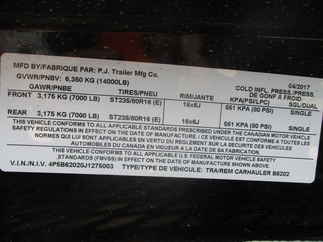 MFD BY/FABRIQUE PAR: P.J. Trailer Mfg Co. 04/2017
GVWR/PNBV: 6,350 KG (14000LB) COLD INFL. PRESS./PRESS. DE GONF À FROID
GAWR/PNBE TIRES/PNEU RIM/JANTE KPA(PSI/LPC)
FRONT 3,175 KG (7000 LB) ST235/80R16 (E) 16x6J 551 KPA (80 PSI) SINGLE
REAR 3,175 KG (7000 LB) ST235/80R16 (E) 16x6J 551 KPA (80 PSI) SINGLE
THIS VEHICLE CONFORMS TO ALL APPLICABLE STANDARDS PRESCRIBED UNDER THE CANADIAN MOTOR VEHICLE
SAFETY REGULATIONS IN EFFECT ON THE DATE OF MANUFACTURE. / CE VÉHICULE EST CONFORME À TOUTES LES
NORMES QUI LUI SONT APPLICABLES EN VERTU DU RÈGLEMENT SUR LA SÉCURITÉ DES VÉHICULES
AUTOMOBILES DU CANADA EN VIGUEUR À LA DATE DE SA FABRICATION.
THIS VEHICLE CONFORMS TO ALL APPLICABLE U.S. FEDERAL MOTOR VEHICLE SAFETY
STANDARDS (FMVSS) IN EFFECT ON THE DATE OF MANUFACTURE SHOWN ABOVE.
V.I.N./N.I.V. 4P5B62020J1275003 TYPE/TYPE DE VÉHICULE: TRA/REM CARHAULER B6202